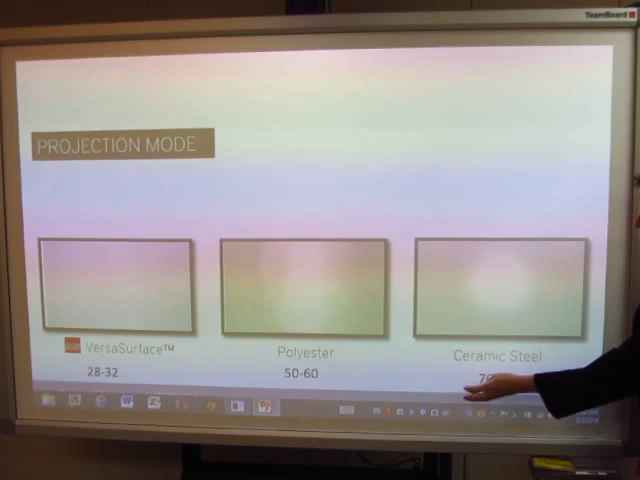 TeamBoard
PROJECTION MODE
VersaSurface™
Polyester
Ceramic Steel
28-32
50-60